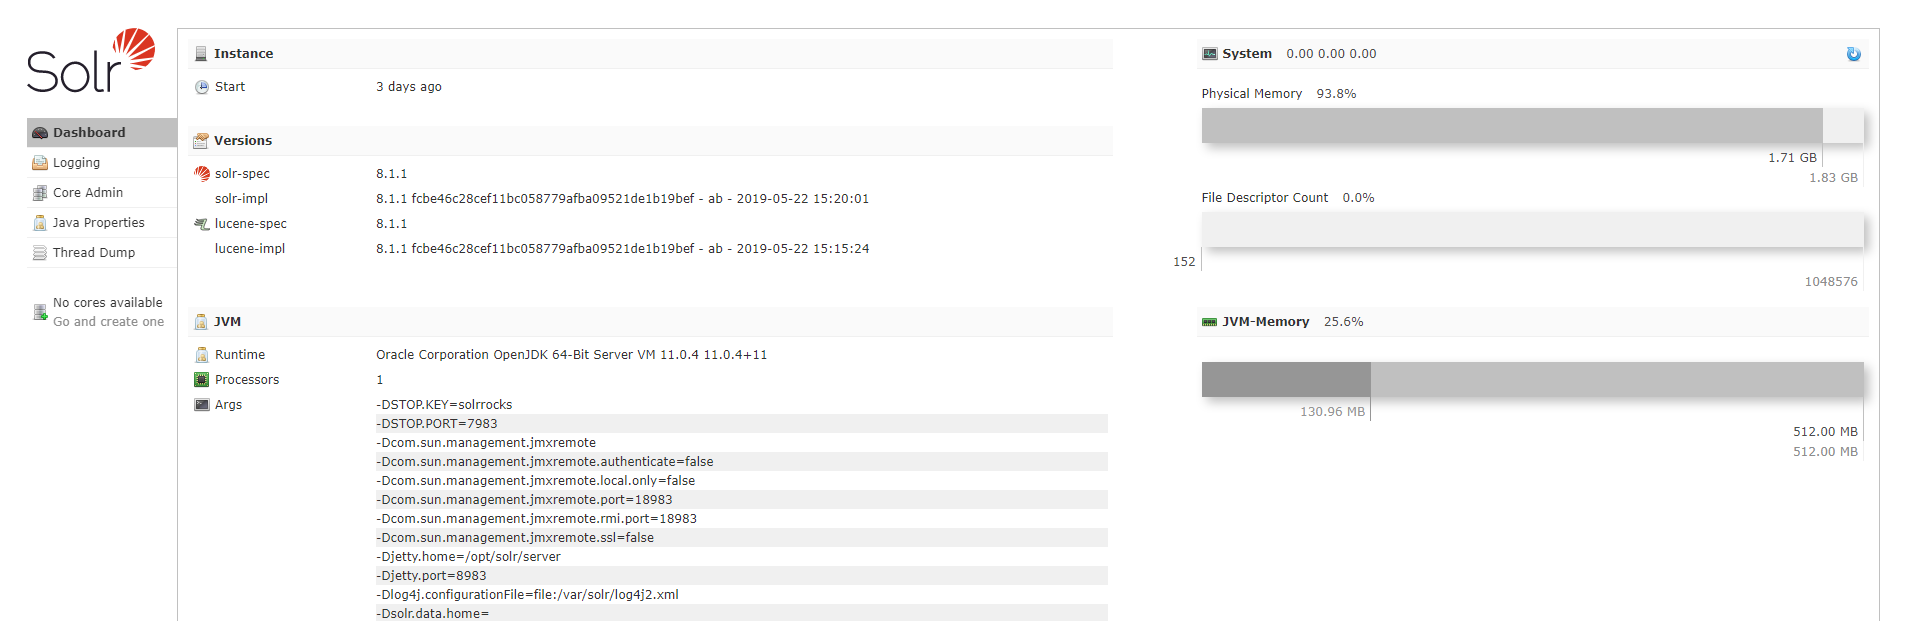 Solr
Dashboard
Logging
Core Admin
Java Properties
Thread Dump
No cores available
Go and create one
Instance
Start 3 days ago
Versions
solr-spec 8.1.1
solr-impl 8.1.1 fcbe46c28cef11bc058779afba09521de1b19bef - ab - 2019-05-22 15:20:01
lucene-spec 8.1.1
lucene-impl 8.1.1 fcbe46c28cef11bc058779afba09521de1b19bef - ab - 2019-05-22 15:15:24
JVM
Runtime Oracle Corporation OpenJDK 64-Bit Server VM 11.0.4 11.0.4+11
Processors 1
Args -DSTOP.KEY=solrrocks
-DSTOP.PORT=7983
-Dcom.sun.management.jmxremote
-Dcom.sun.management.jmxremote.authenticate=false
-Dcom.sun.management.jmxremote.local.only=false
-Dcom.sun.management.jmxremote.port=18983
-Dcom.sun.management.jmxremote.rmi.port=18983
-Dcom.sun.management.jmxremote.ssl=false
-Djetty.home=/opt/solr/server
-Djetty.port=8983
-Dlog4j.configurationFile=file:/var/solr/log4j2.xml
-Dsolr.data.home=
System 0.00 0.00 0.00
Physical Memory 93.8%
1.71 GB
1.83 GB
File Descriptor Count 0.0%
152
1048576
JVM-Memory 25.6%
130.96 MB
512.00 MB
512.00 MB